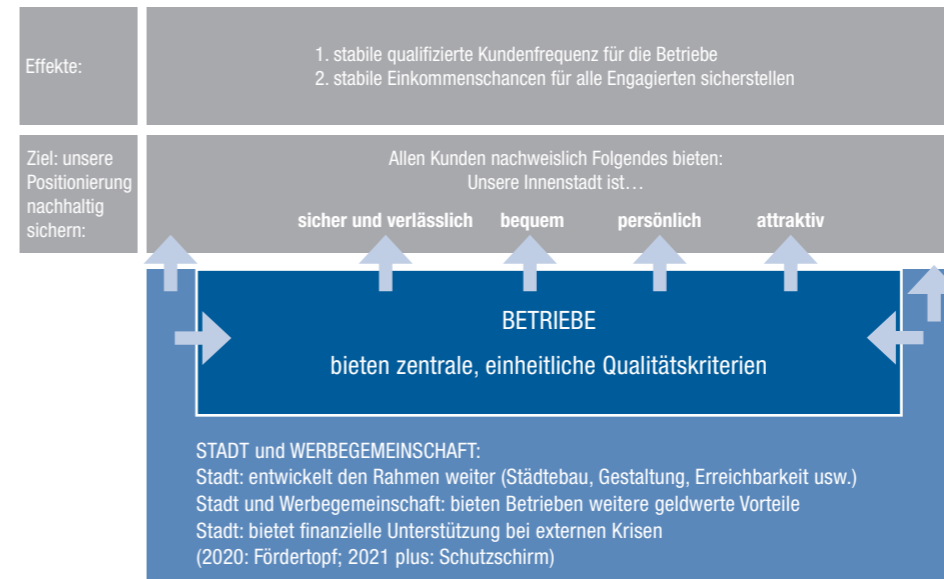 Effekte:
1. stabile qualifizierte Kundenfrequenz für die Betriebe
2. stabile Einkommenschancen für alle Engagierten sicherstellen
Ziel: unsere
Positionierung
nachhaltig
sichern:
Allen Kunden nachweislich Folgendes bieten:
Unsere Innenstadt ist…
sicher und verlässlich bequem persönlich attraktiv
BETRIEBE
bieten zentrale, einheitliche Qualitätskriterien
STADT und WERBEGEMEINSCHAFT:
Stadt: entwickelt den Rahmen weiter (Städtebau, Gestaltung, Erreichbarkeit usw.)
Stadt und Werbegemeinschaft: bieten Betrieben weitere geldwerte Vorteile
Stadt: bietet finanzielle Unterstützung bei externen Krisen
(2020: Fördertopf; 2021 plus: Schutzschirm)